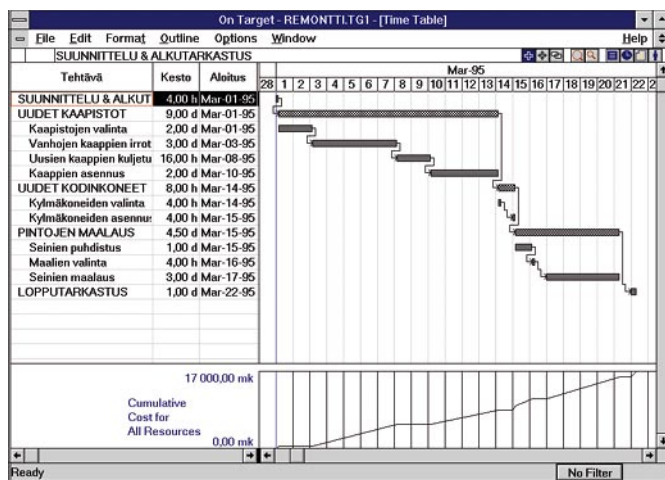 On Target - REMONTTI.TG1 - [Time Table]
File Edit Format Outline Options Window Help
SUUNNITTELU & ALKUTARKASTUS
Tehtävä Kesto Aloitus
Mar-95
28 1 2 3 4 5 6 7 8 9 10 11 12 13 14 15 16 17 18 19 20 21 22 2
SUUNNITTELU & ALKUT 4,00 h Mar-01-95
UUDET KAAPISTOT 9,00 d Mar-01-95
Kaapistojen valinta 2,00 d Mar-01-95
Vanhojen kaappien irrot 3,00 d Mar-03-95
Uusien kaappien kuljetu 16,00 h Mar-08-95
Kaappien asennus 2,00 d Mar-10-95
UUDET KODINKONEET 8,00 h Mar-14-95
Kylmäkoneiden valinta 4,00 h Mar-14-95
Kylmäkoneiden asennu 4,00 h Mar-15-95
PINTOJEN MAALAUS 4,50 d Mar-15-95
Seinien puhdistus 1,00 d Mar-15-95
Maalien valinta 4,00 h Mar-16-95
Seinien maalaus 3,00 d Mar-17-95
LOPPUTARKASTUS 1,00 d Mar-22-95
17 000,00 mk
Cumulative
Cost for
All Resources
0,00 mk
Ready No Filter